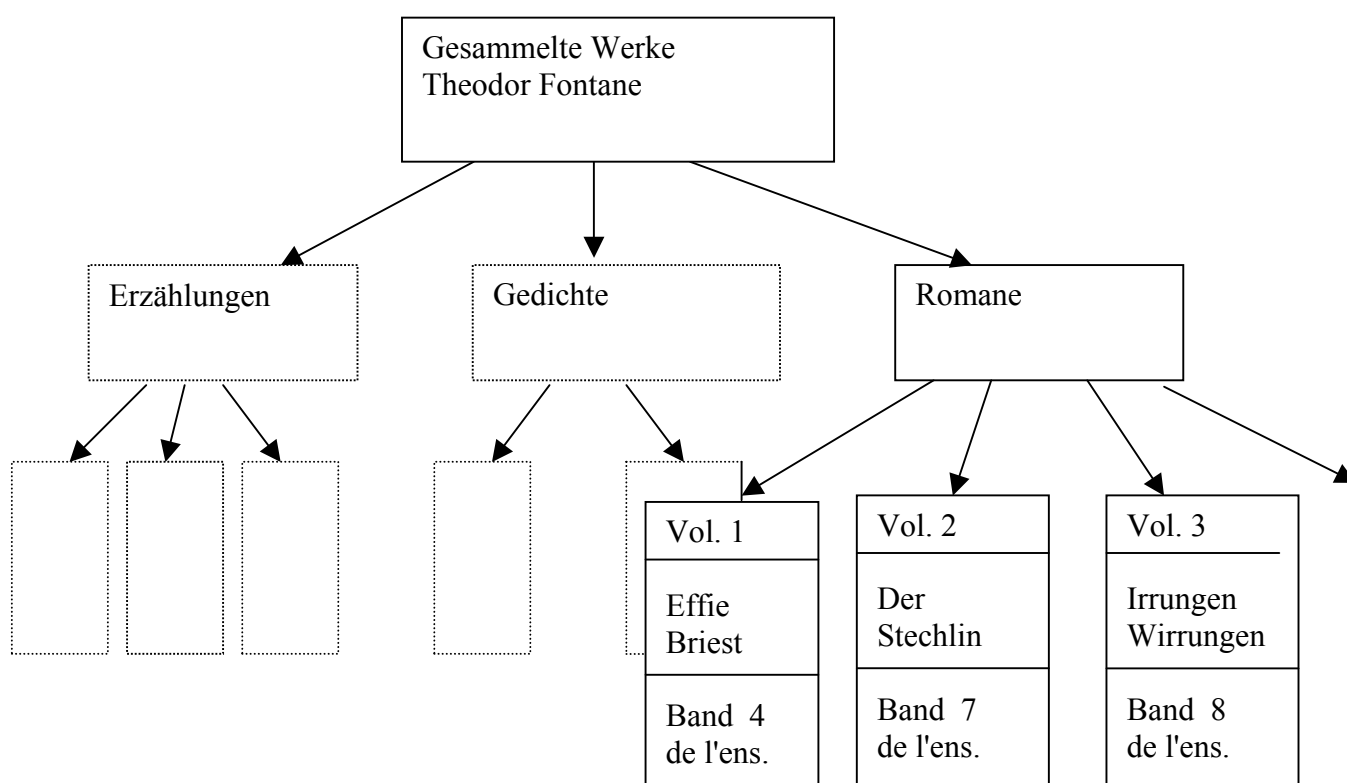 Gesammelte Werke
Theodor Fontane
Erzählungen
Gedichte
Romane
Vol. 1
Effie
Briest
Band 4
de l'ens.
Vol. 2
Der
Stechlin
Band 7
de l'ens.
Vol. 3
Irrungen
Wirrungen
Band 8
de l'ens.